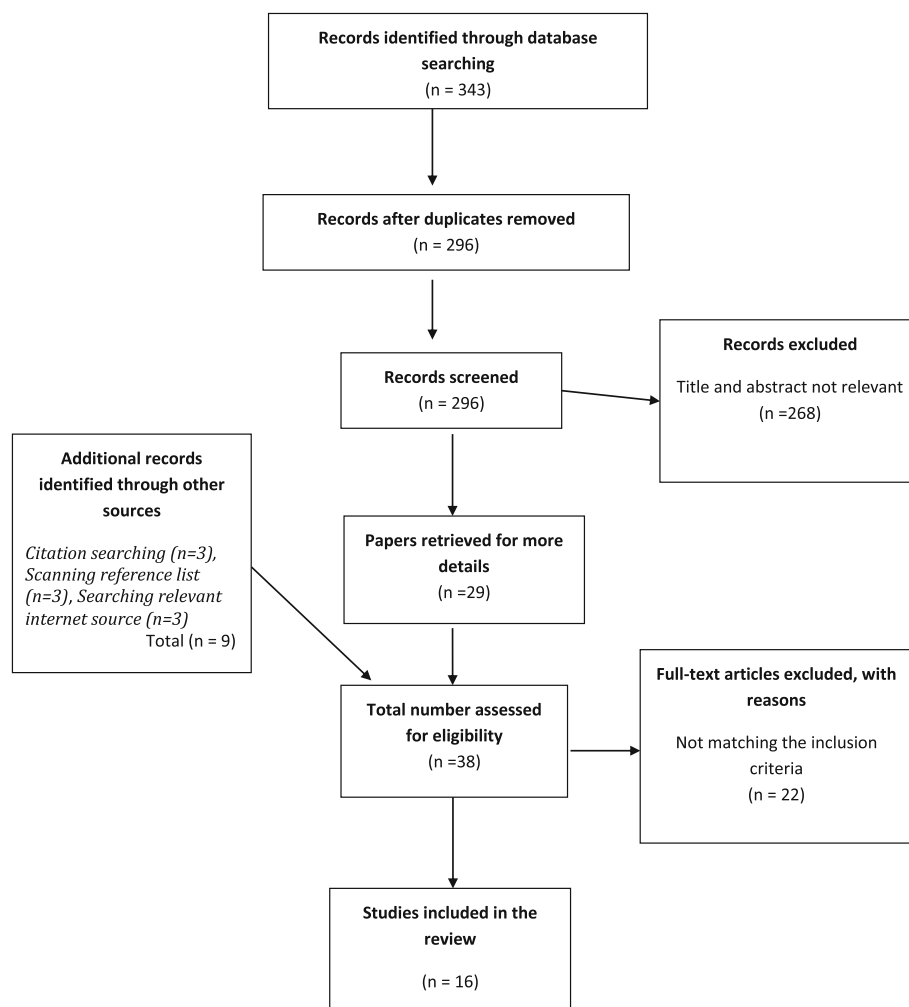 Records identified through database
searching
(n = 343)
Records after duplicates removed
(n = 296)
Records screened
(n = 296)
Records excluded
Title and abstract not relevant
(n =268)
Additional records
identified through other
sources
Citation searching (n=3),
Scanning reference list
(n=3), Searching relevant
internet source (n=3)
Total (n = 9)
Papers retrieved for more
details
(n =29)
Total number assessed
for eligibility
(n =38)
Full-text articles excluded, with
reasons
Not matching the inclusion
criteria
(n = 22)
Studies included in the
review
(n = 16)